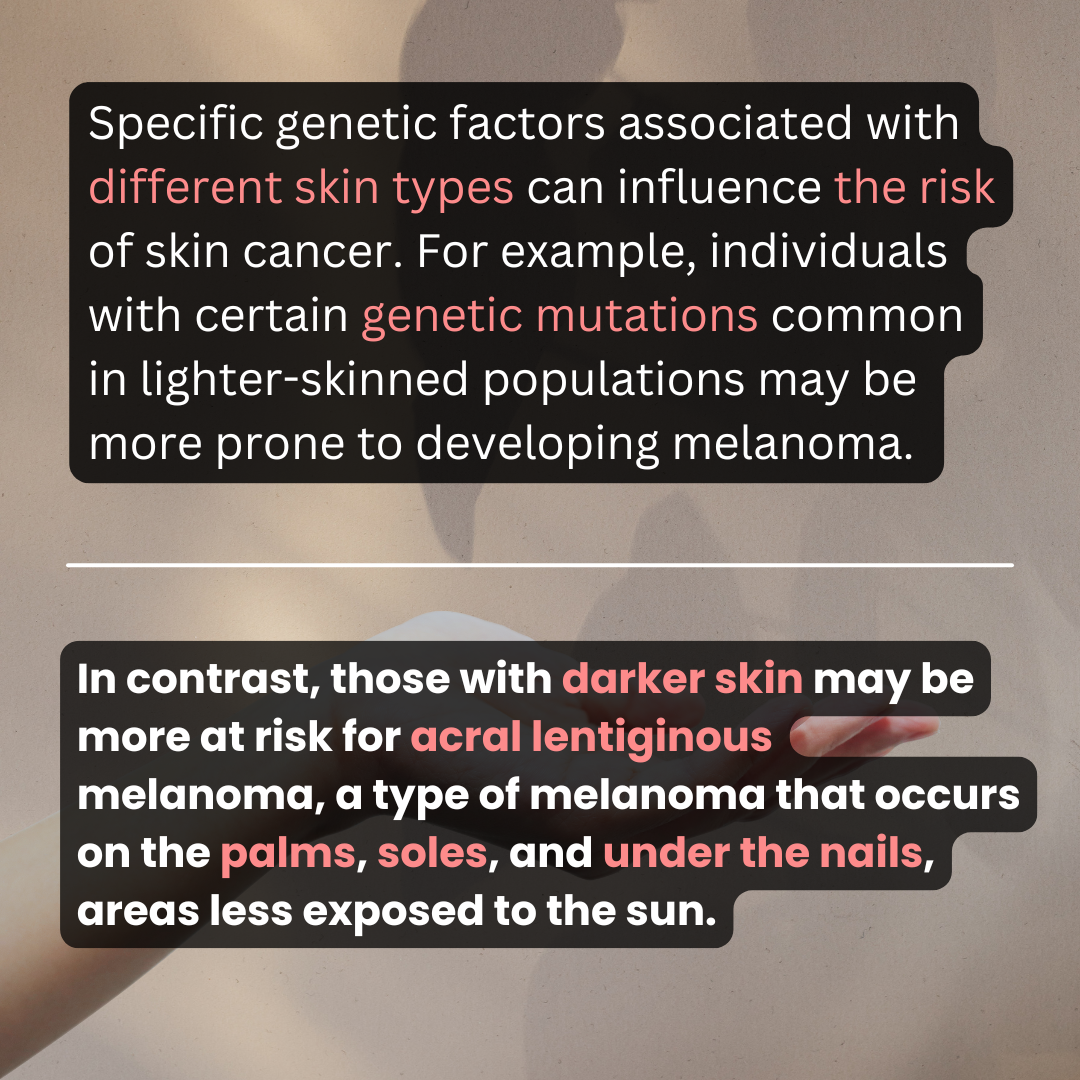 Specific genetic factors associated with
different skin types can influence the risk
of skin cancer. For example, individuals
with certain genetic mutations common
in lighter-skinned populations may be
more prone to developing melanoma.
In contrast, those with darker skin may be
more at risk for acral lentiginous
melanoma, a type of melanoma that occurs
on the palms, soles, and under the nails,
areas less exposed to the sun.